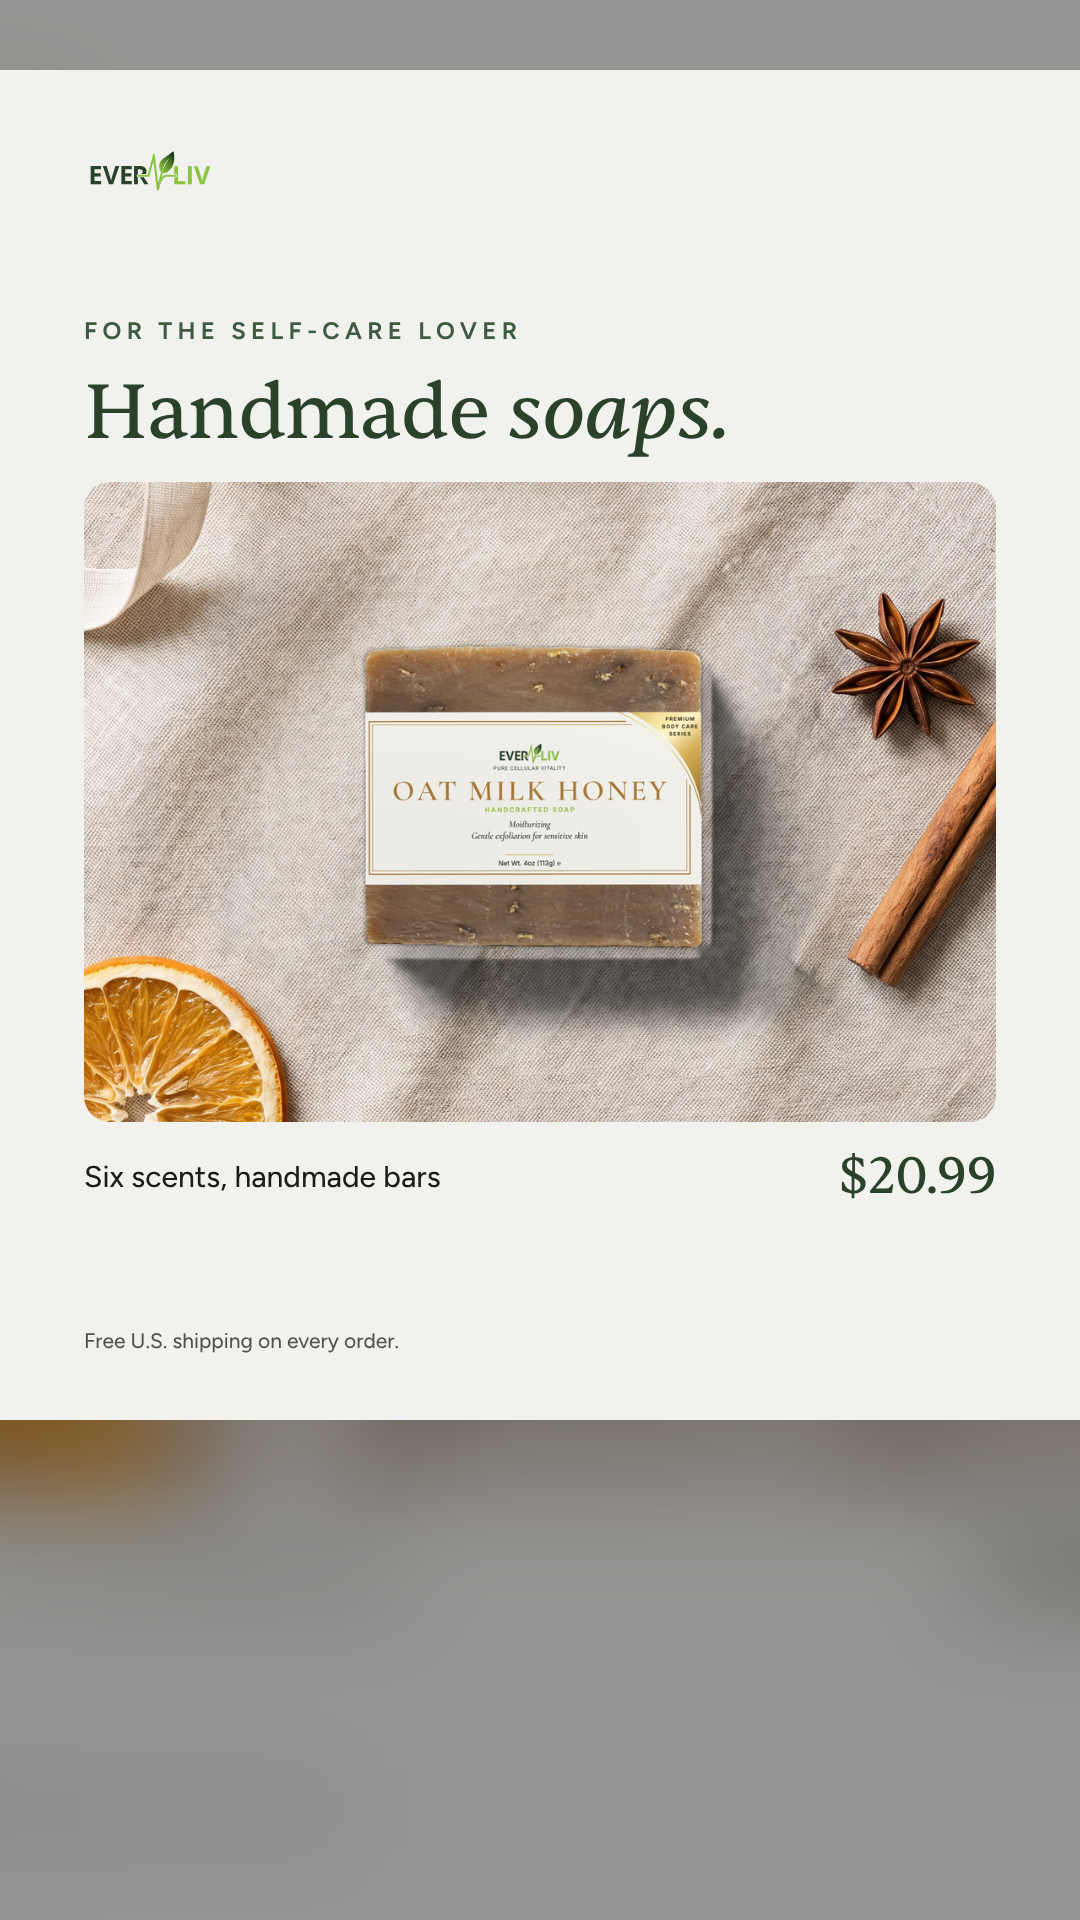 EVERLIV
FOR THE SELF-CARE LOVER
Handmade soaps.
PREMIUM
BODY CARE
SERIES
EVERLIV
PURE CELLULAR VITALITY
OAT MILK HONEY
HANDCRAFTED SOAP
Moisturizing
Gentle exfoliation for sensitive skin
Net Wt. 4oz (113g) e
Six scents, handmade bars
$20.99
Free U.S. shipping on every order.